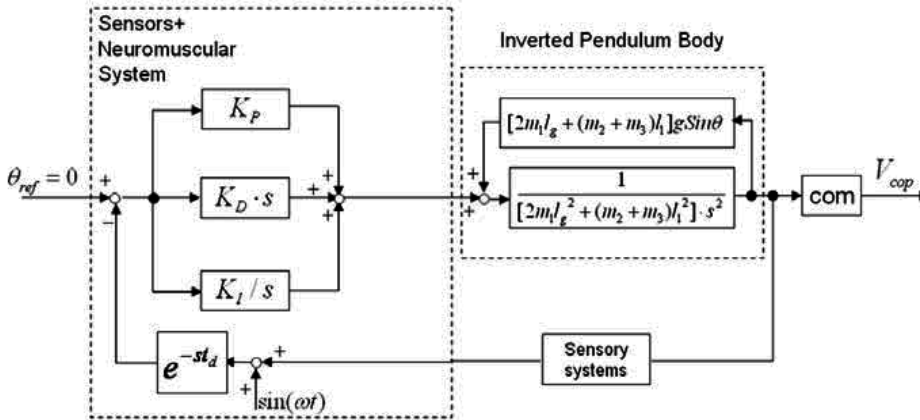 Sensors+
Neuromuscular
System
Inverted Pendulum Body
K_P
[2m_1l_g + (m_2 + m_3)l_1]gSinθ
θ_ref = 0
+
−
K_D · s
+
+
+
+
+
1
[2m_1l_g^2 + (m_2 + m_3)l_1^2] · s^2
com
V_cop
K_I / s
e^{-st_d}
+
+
sin(ωt)
Sensory
systems